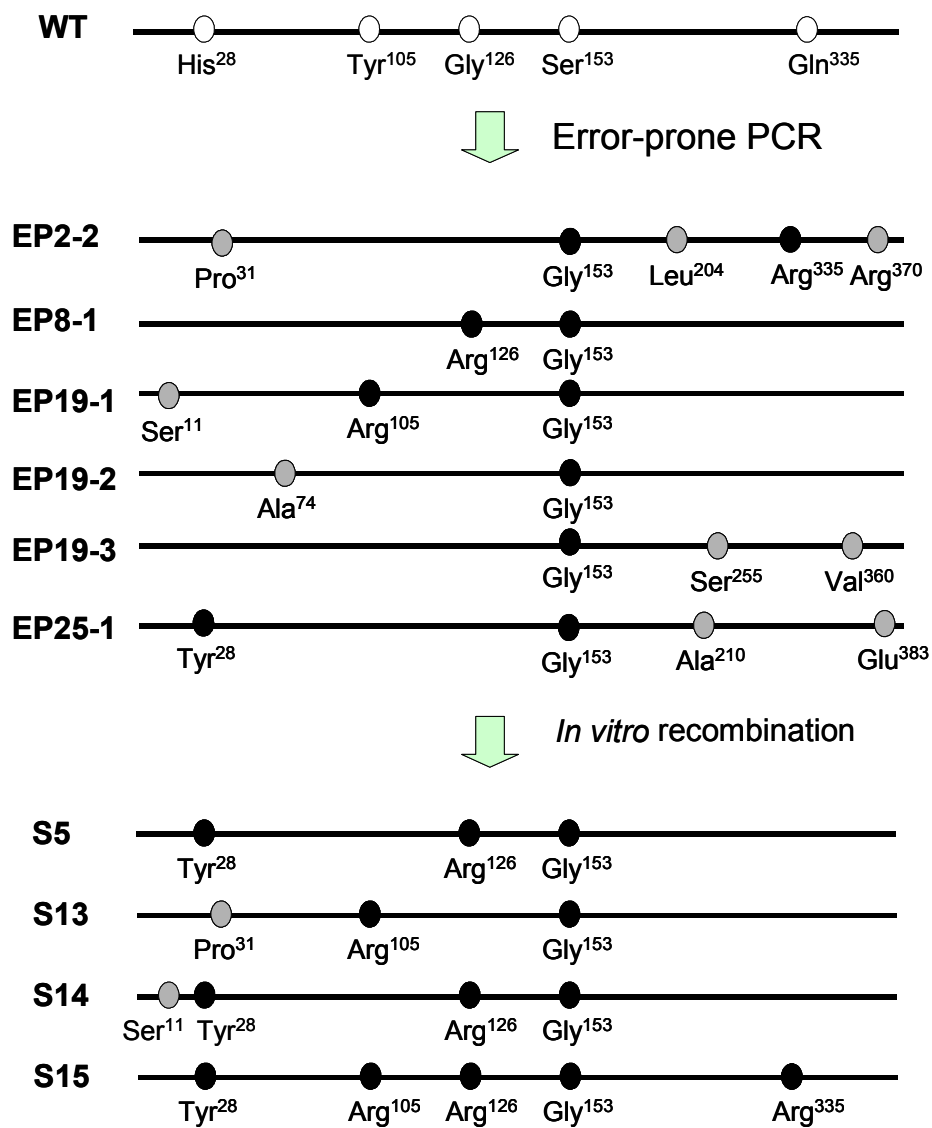 WT
His28 Tyr105 Gly126 Ser153 Gln335
Error-prone PCR
EP2-2
Pro31 Gly153 Leu204 Arg335 Arg370
EP8-1
Arg126 Gly153
EP19-1
Ser11 Arg105 Gly153
EP19-2
Ala74 Gly153
EP19-3
Gly153 Ser255 Val360
EP25-1
Tyr28 Gly153 Ala210 Glu383
In vitro recombination
S5
Tyr28 Arg126 Gly153
S13
Pro31 Arg105 Gly153
S14
Ser11 Tyr28 Arg126 Gly153
S15
Tyr28 Arg105 Arg126 Gly153 Arg335